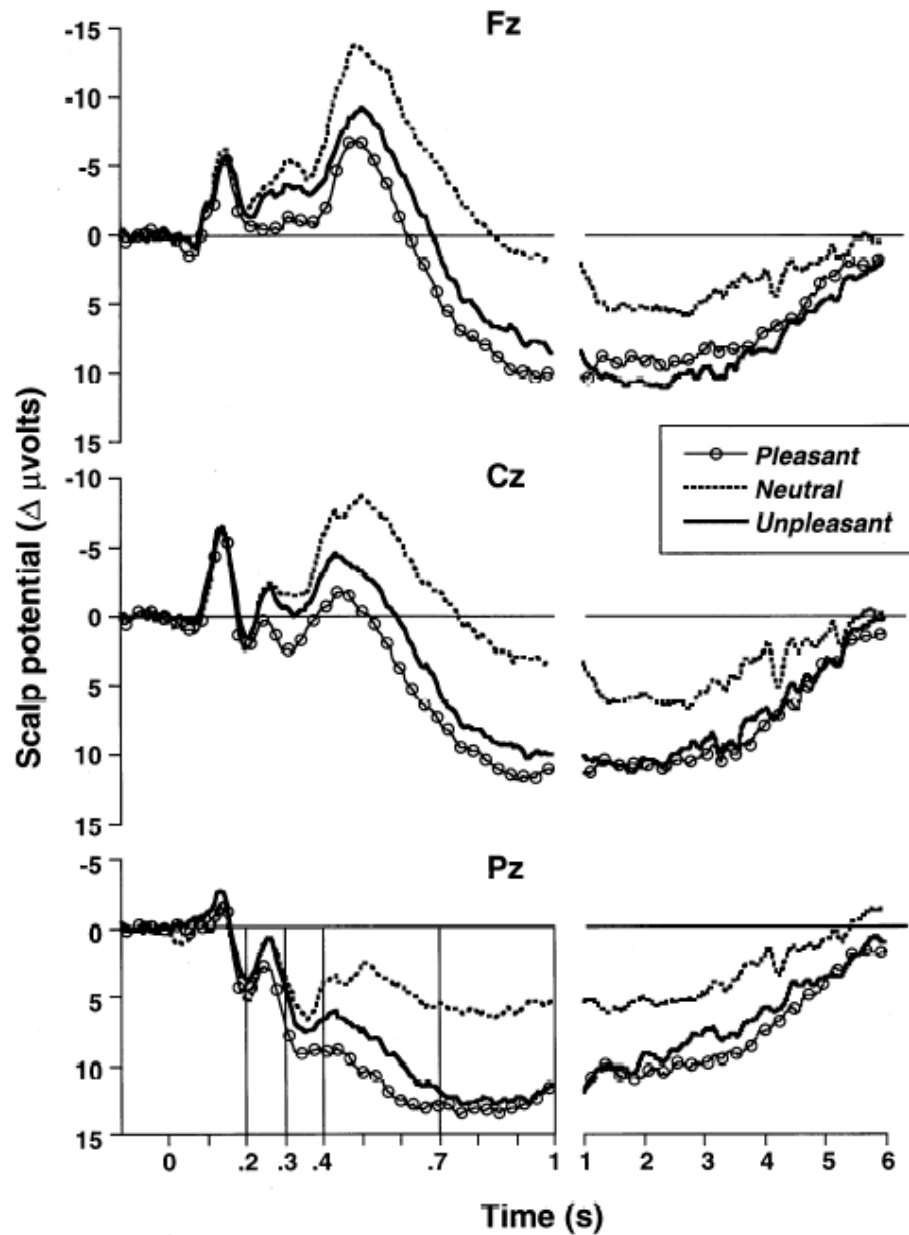 Fz
-15
-10
-5
0
5
10
15
Pleasant
Neutral
Unpleasant
Cz
-10
-5
0
5
10
15
Scalp potential (Δ μvolts)
Pz
-5
0
5
10
15
0 .2 .3 .4 .7 1 1 2 3 4 5 6
Time (s)